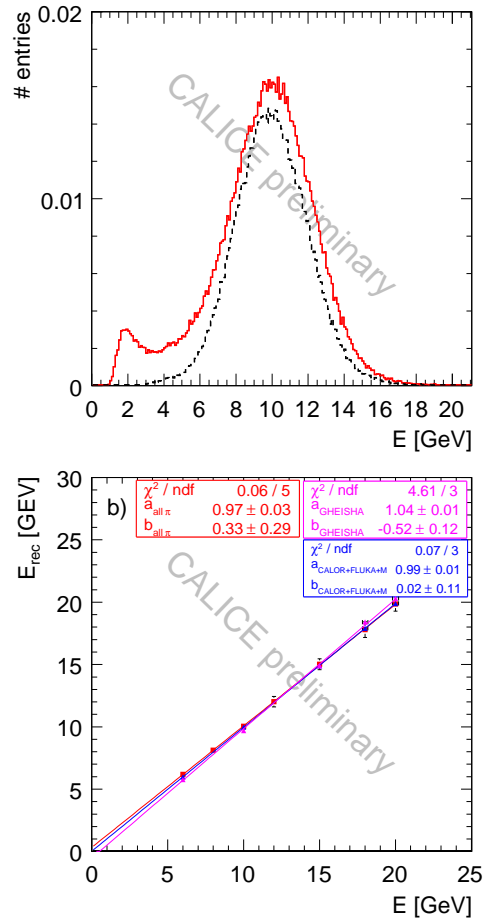 0.02
# entries
0.01
0
CALICE preliminary
0 2 4 6 8 10 12 14 16 18 20
E [GeV]
30
E_rec [GEV]
b)
χ² / ndf 0.06 / 5
a_all π 0.97 ± 0.03
b_all π 0.33 ± 0.29
χ² / ndf 4.61 / 3
a_GHEISHA 1.04 ± 0.01
b_GHEISHA -0.52 ± 0.12
χ² / ndf 0.07 / 3
a_CALOR+FLUKA+M 0.99 ± 0.01
b_CALOR+FLUKA+M 0.02 ± 0.11
25
20
15
10
5
0
CALICE preliminary
0 5 10 15 20 25
E [GeV]